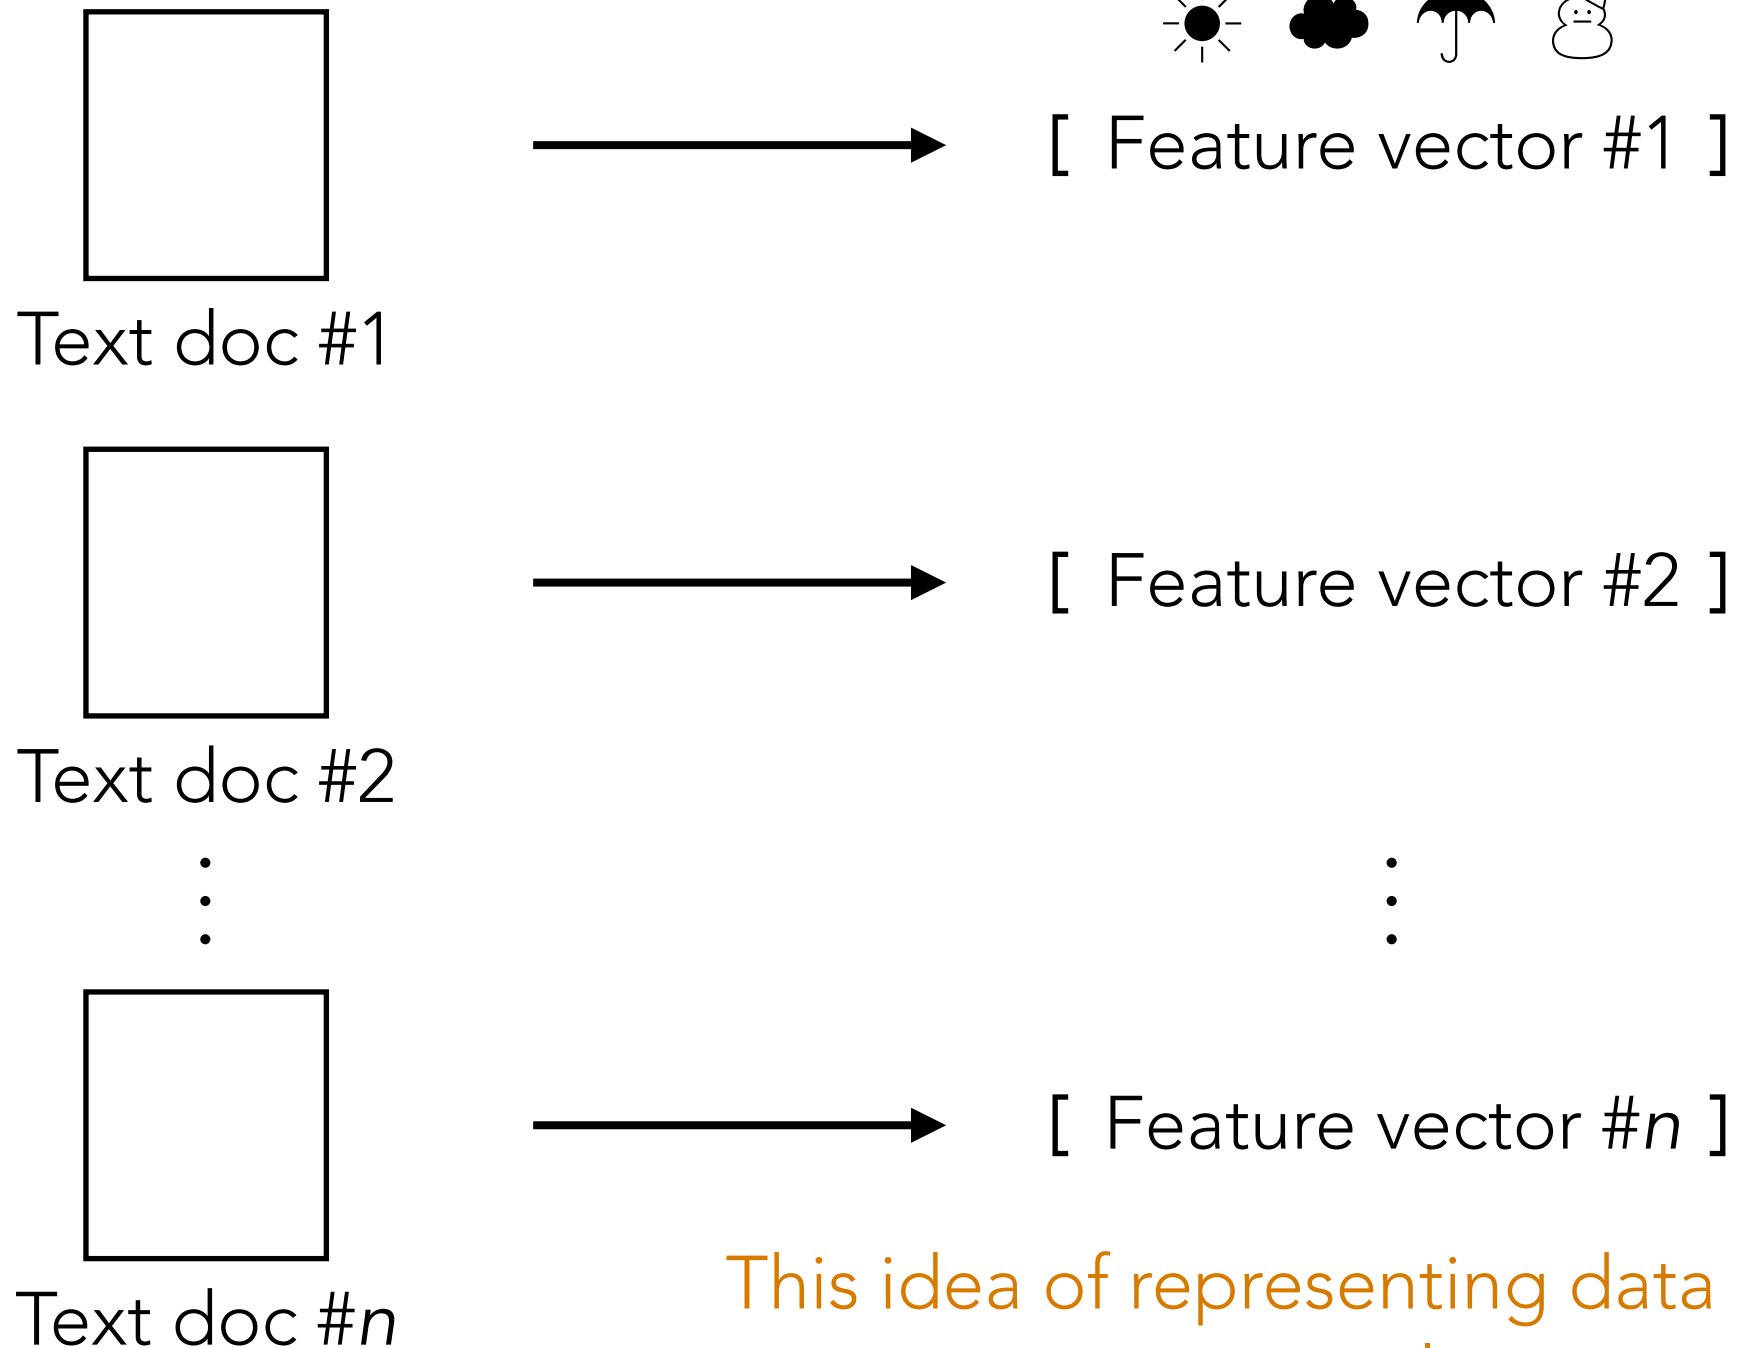 [ Feature vector #1 ]
Text doc #1
[ Feature vector #2 ]
Text doc #2
[ Feature vector #n ]
This idea of representing data
Text doc #n